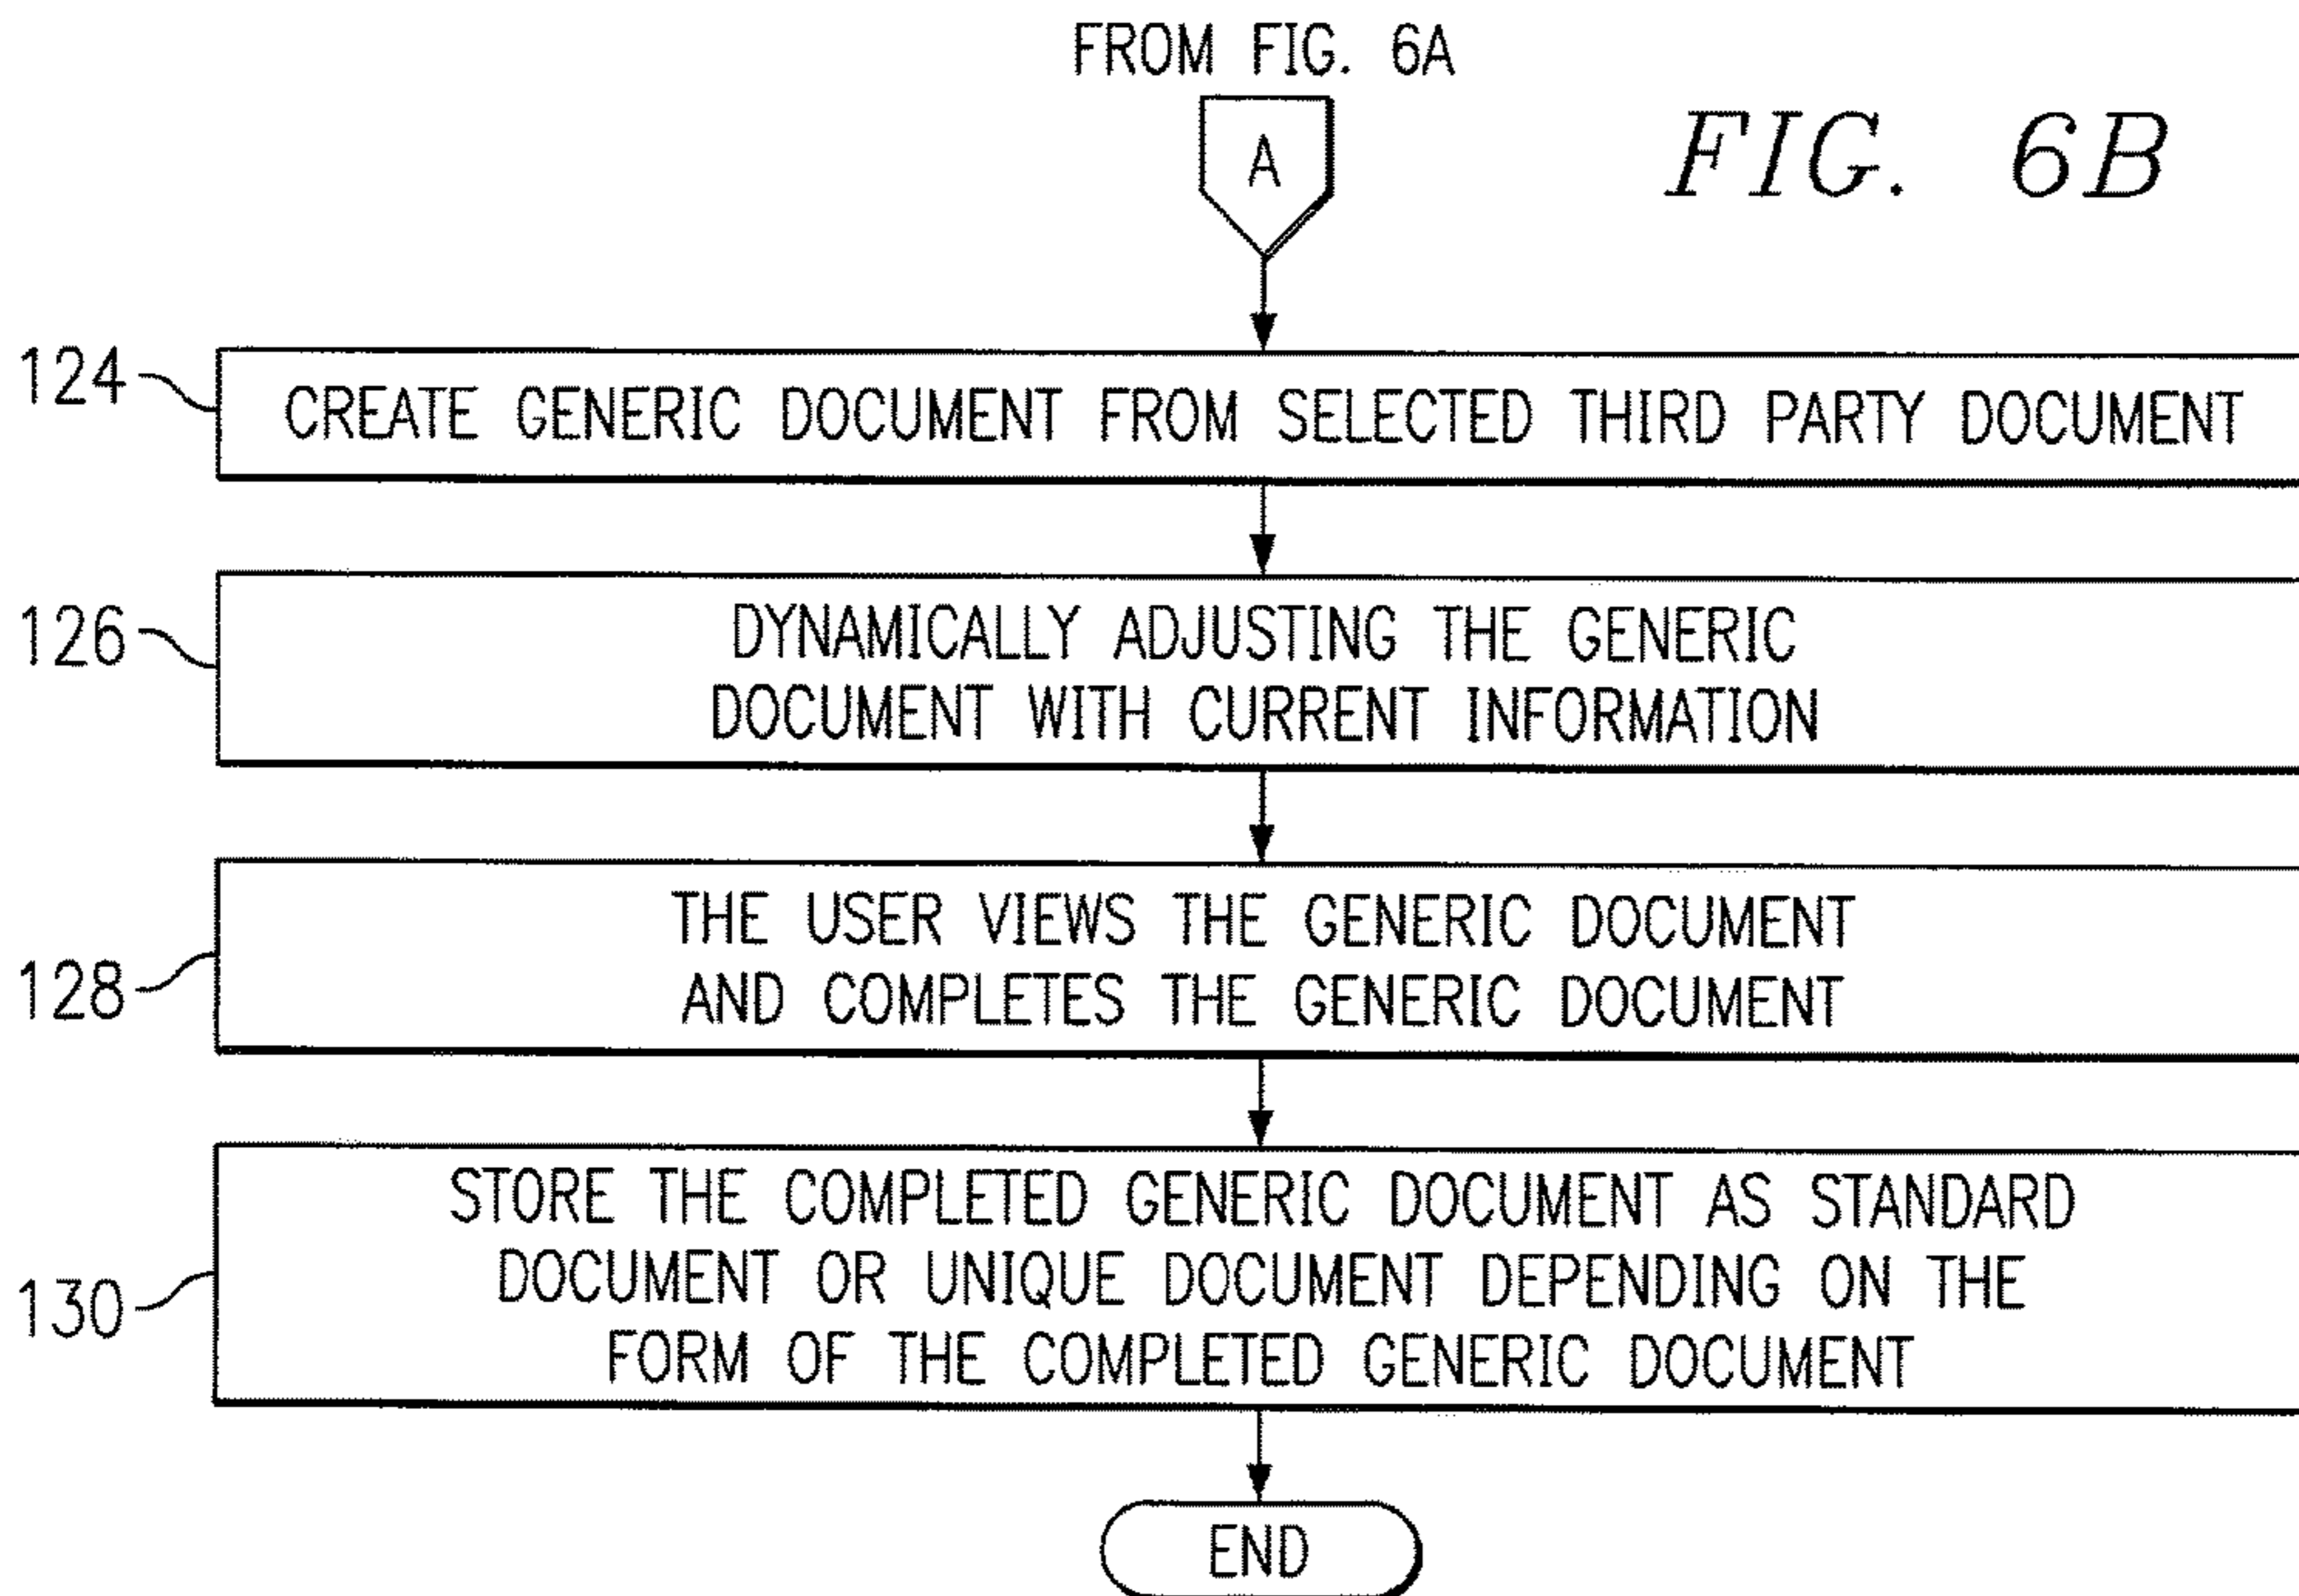 FROM FIG. 6A
A
FIG. 6B
124
CREATE GENERIC DOCUMENT FROM SELECTED THIRD PARTY DOCUMENT
126
DYNAMICALLY ADJUSTING THE GENERIC
DOCUMENT WITH CURRENT INFORMATION
128
THE USER VIEWS THE GENERIC DOCUMENT
AND COMPLETES THE GENERIC DOCUMENT
130
STORE THE COMPLETED GENERIC DOCUMENT AS STANDARD
DOCUMENT OR UNIQUE DOCUMENT DEPENDING ON THE
FORM OF THE COMPLETED GENERIC DOCUMENT
END